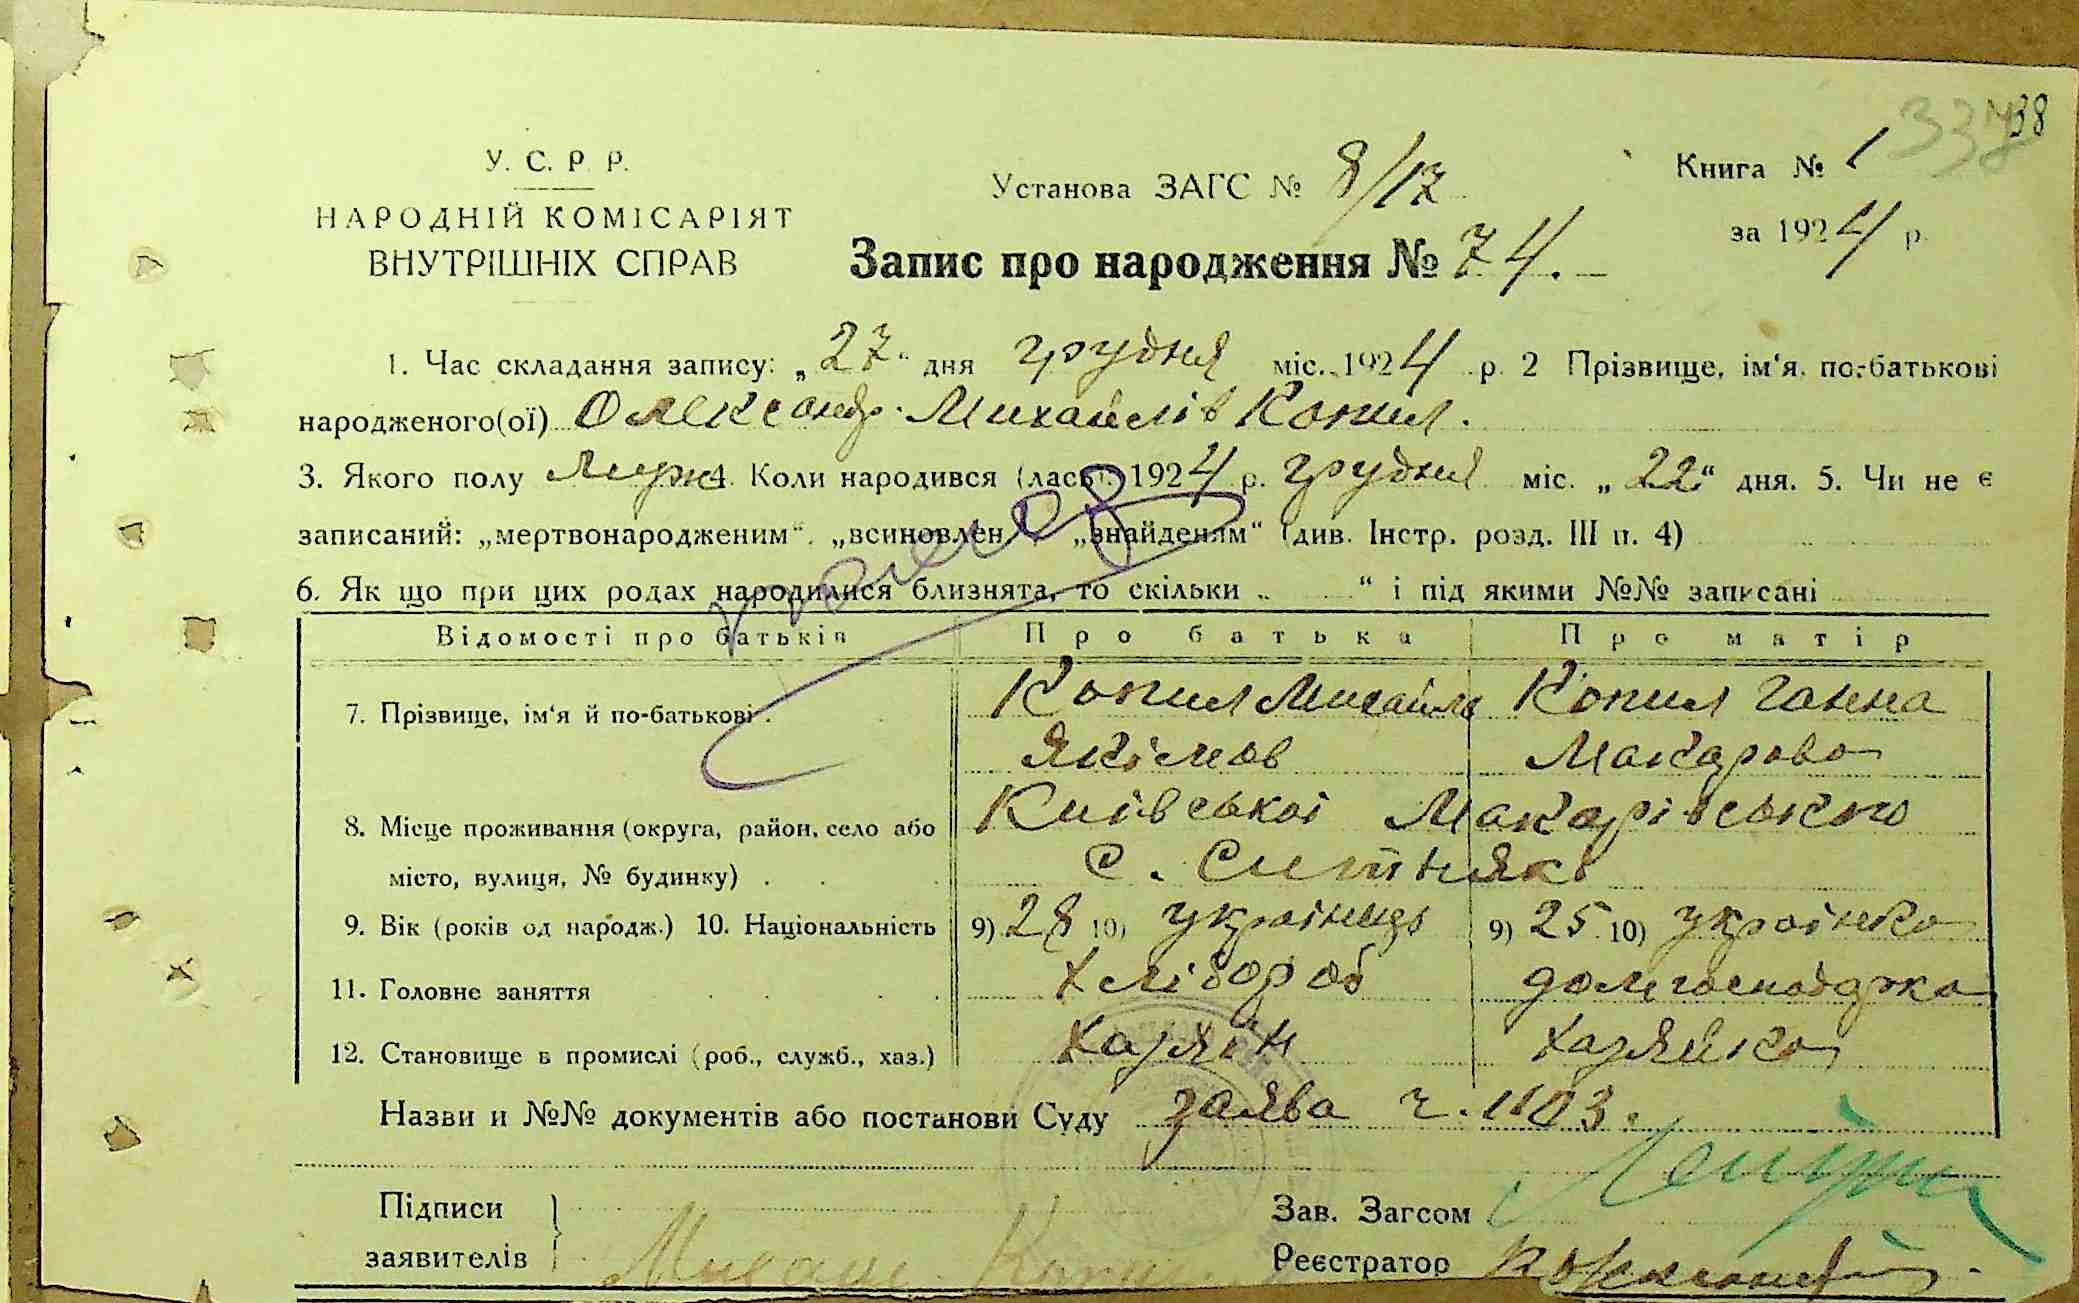 338
У. С. Р. Р.
НАРОДНІЙ КОМІСАРІЯТ
ВНУТРІШНІХ СПРАВ
Установа ЗАГС № 8/17
Книга № 1
за 1924 р.
Запис про народження № 74.
1. Час складання запису: „27“ дня грудня міс. 1924 р. 2 Прізвище, ім‘я, по-батькові
народженого(ої) Олександр Михайлів Копил.
3. Якого полу муж 4. Коли народився (лась). 1924 р. грудня міс. „22“ дня. 5. Чи не є
записаний: „мертвонародженим“, „всиновлен „знайденям“ (див. Інстр. розд. III п. 4)
6. Як що при цих родах народилися близнята, то скільки „ “ і під якими №№ записані
Відомості про батьків Про батька Про матір
7. Прізвище, ім‘я й по-батькові . Копил Михайло Копил Ганна
Якімов Макарова
8. Місце проживання (округа, район, село або Київської Макарівського
місто, вулиця, № будинку) . . с. Ситняки
9. Вік (років од народж.) 10. Національність 9) 28 10) українець 9) 25 10) українка
11. Головне заняття . . . . хлібороб домгосподарка
12. Становище в промислі (роб., служб., хаз.) хазяїн хазяйка
Назви и №№ документів або постанови Суду заява ч. 1103.
Підписи
заявителів Михайло Копил
Зав. Загсом
Реєстратор